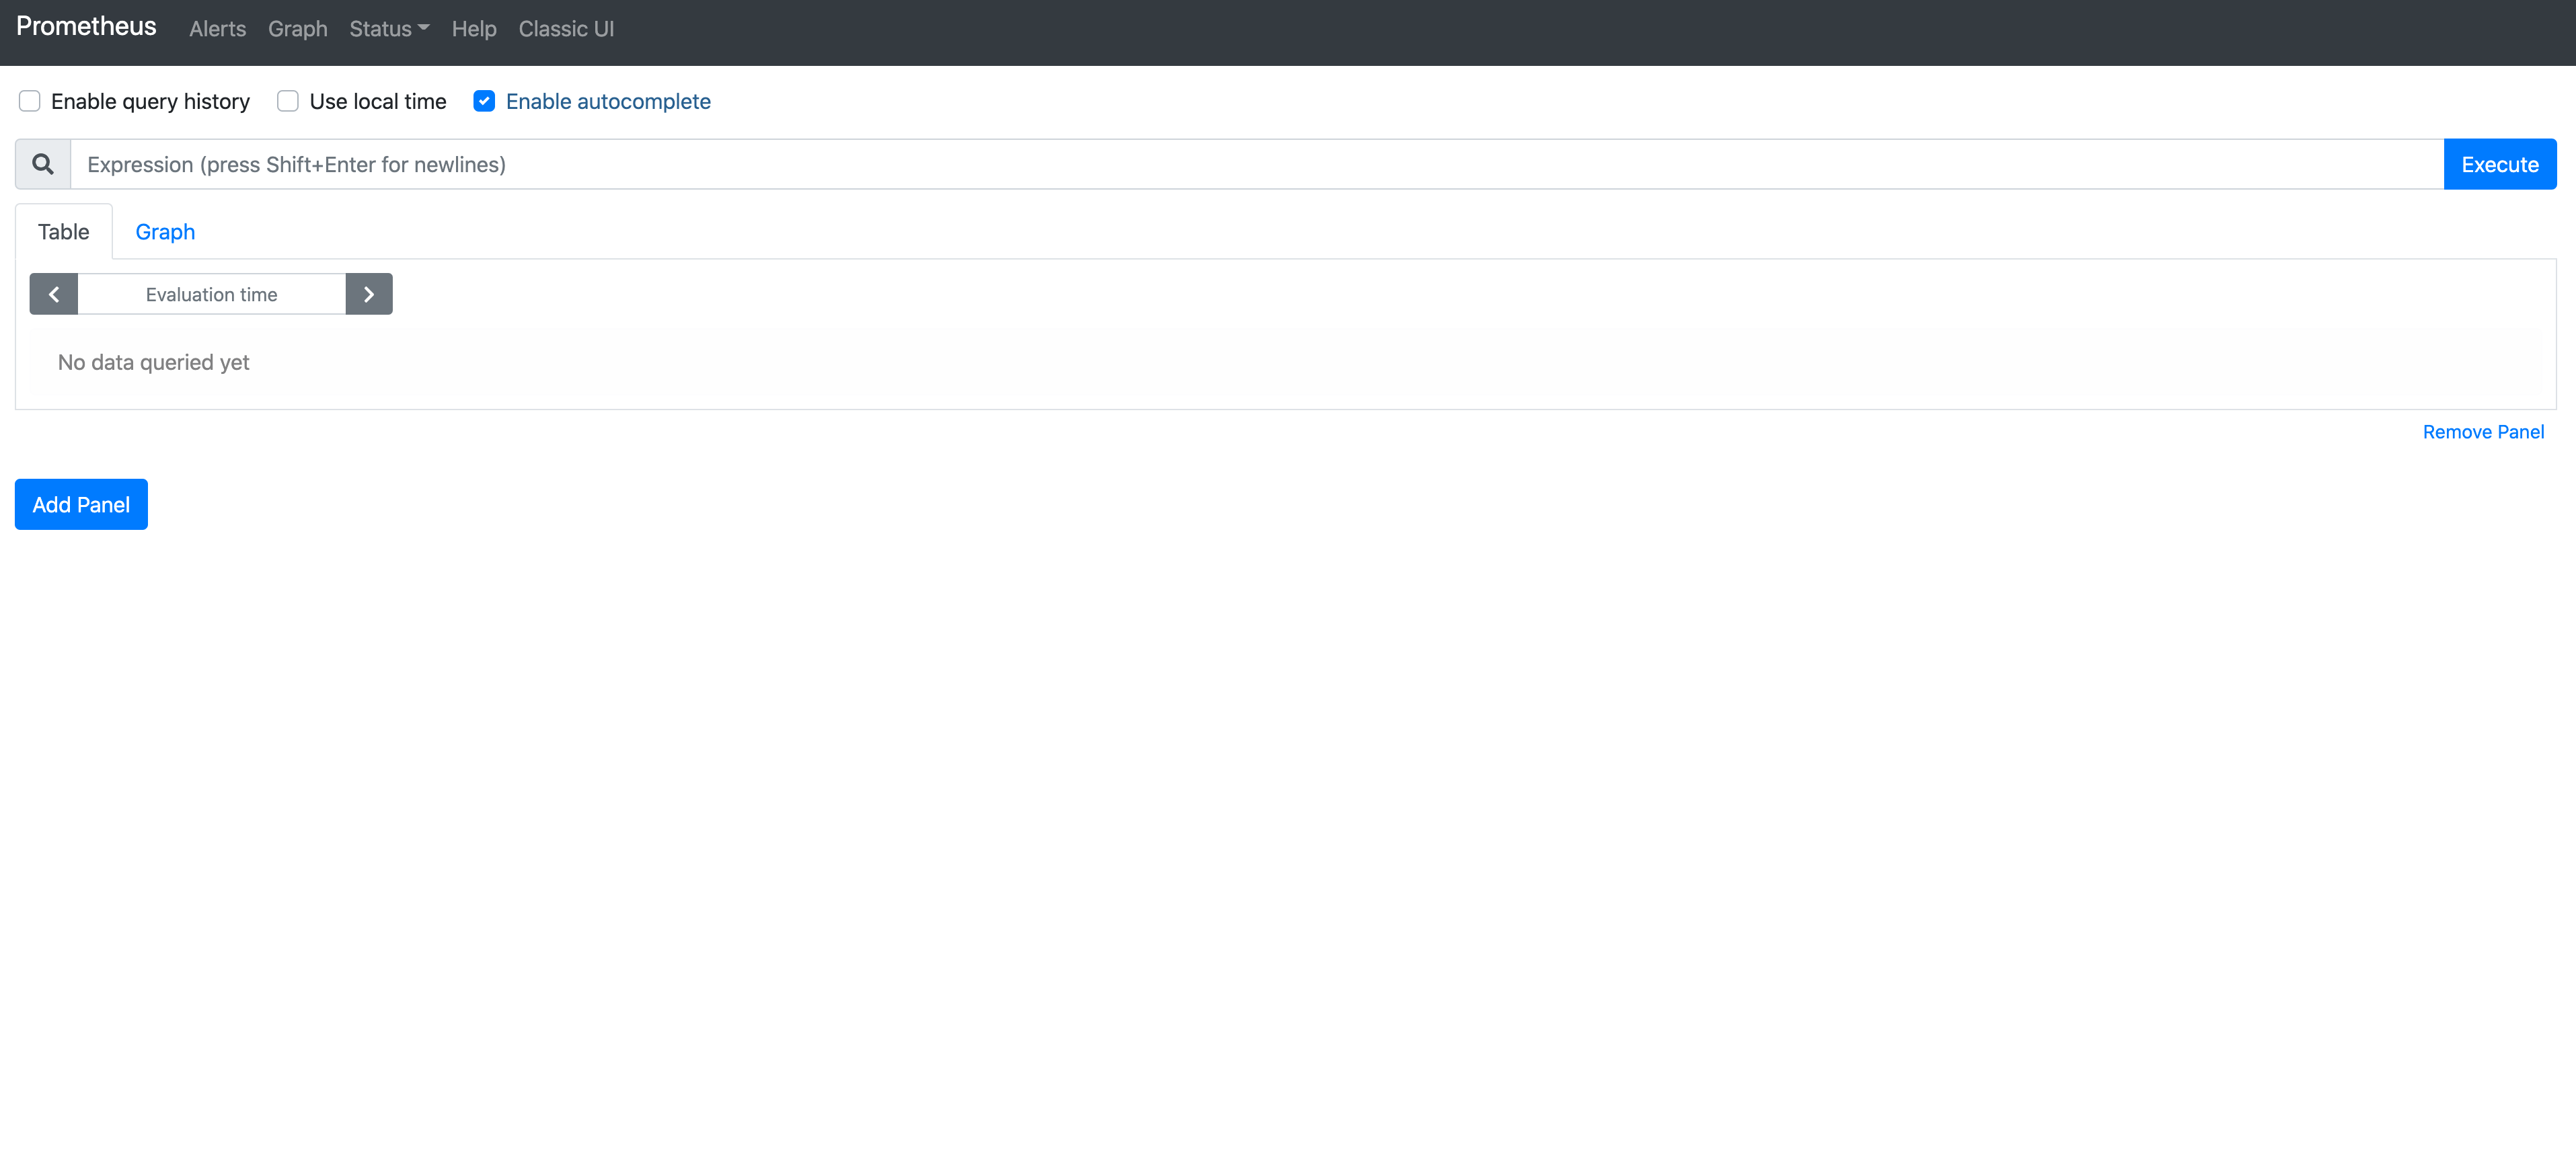 Prometheus Alerts Graph Status Help Classic UI
Enable query history Use local time Enable autocomplete
Expression (press Shift+Enter for newlines) Execute
Table Graph
Evaluation time
No data queried yet
Remove Panel
Add Panel